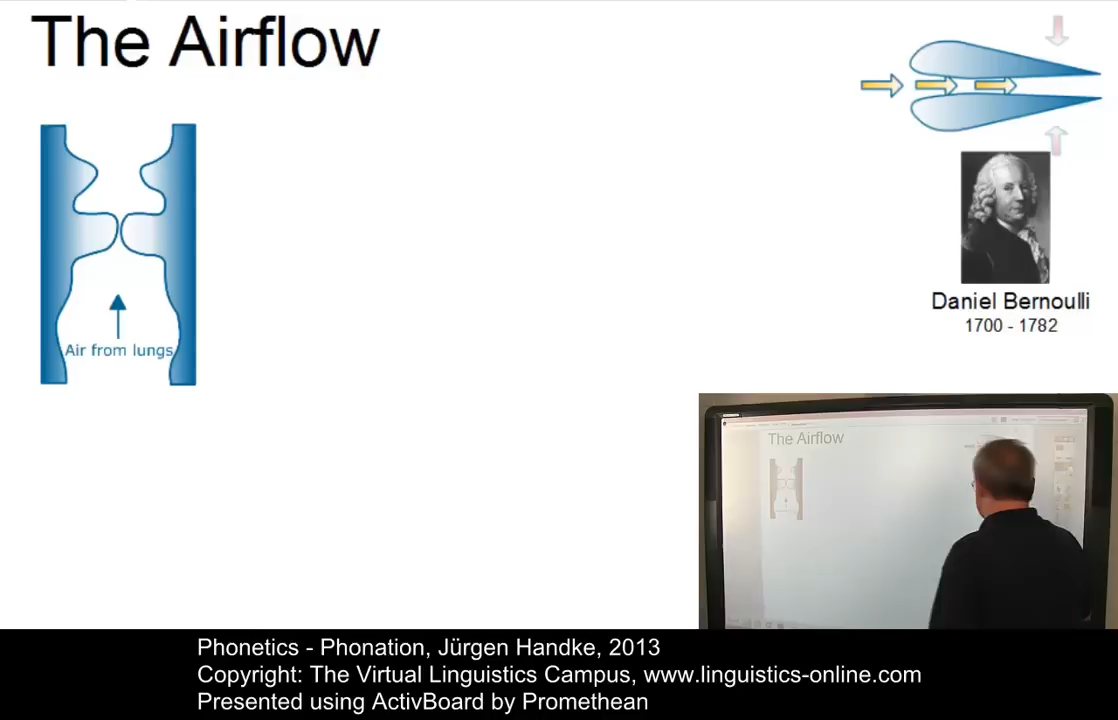 The Airflow
Air from lungs
Daniel Bernoulli
1700 - 1782
The Airflow
Phonetics - Phonation, Jürgen Handke, 2013
Copyright: The Virtual Linguistics Campus, www.linguistics-online.com
Presented using ActivBoard by Promethean